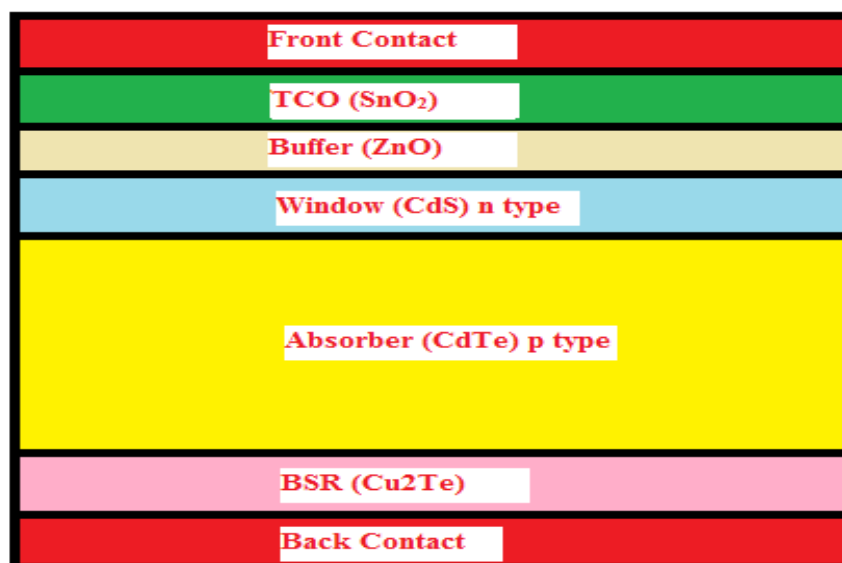 Front Contact
TCO (SnO₂)
Buffer (ZnO)
Window (CdS) n type
Absorber (CdTe) p type
BSR (Cu2Te)
Back Contact